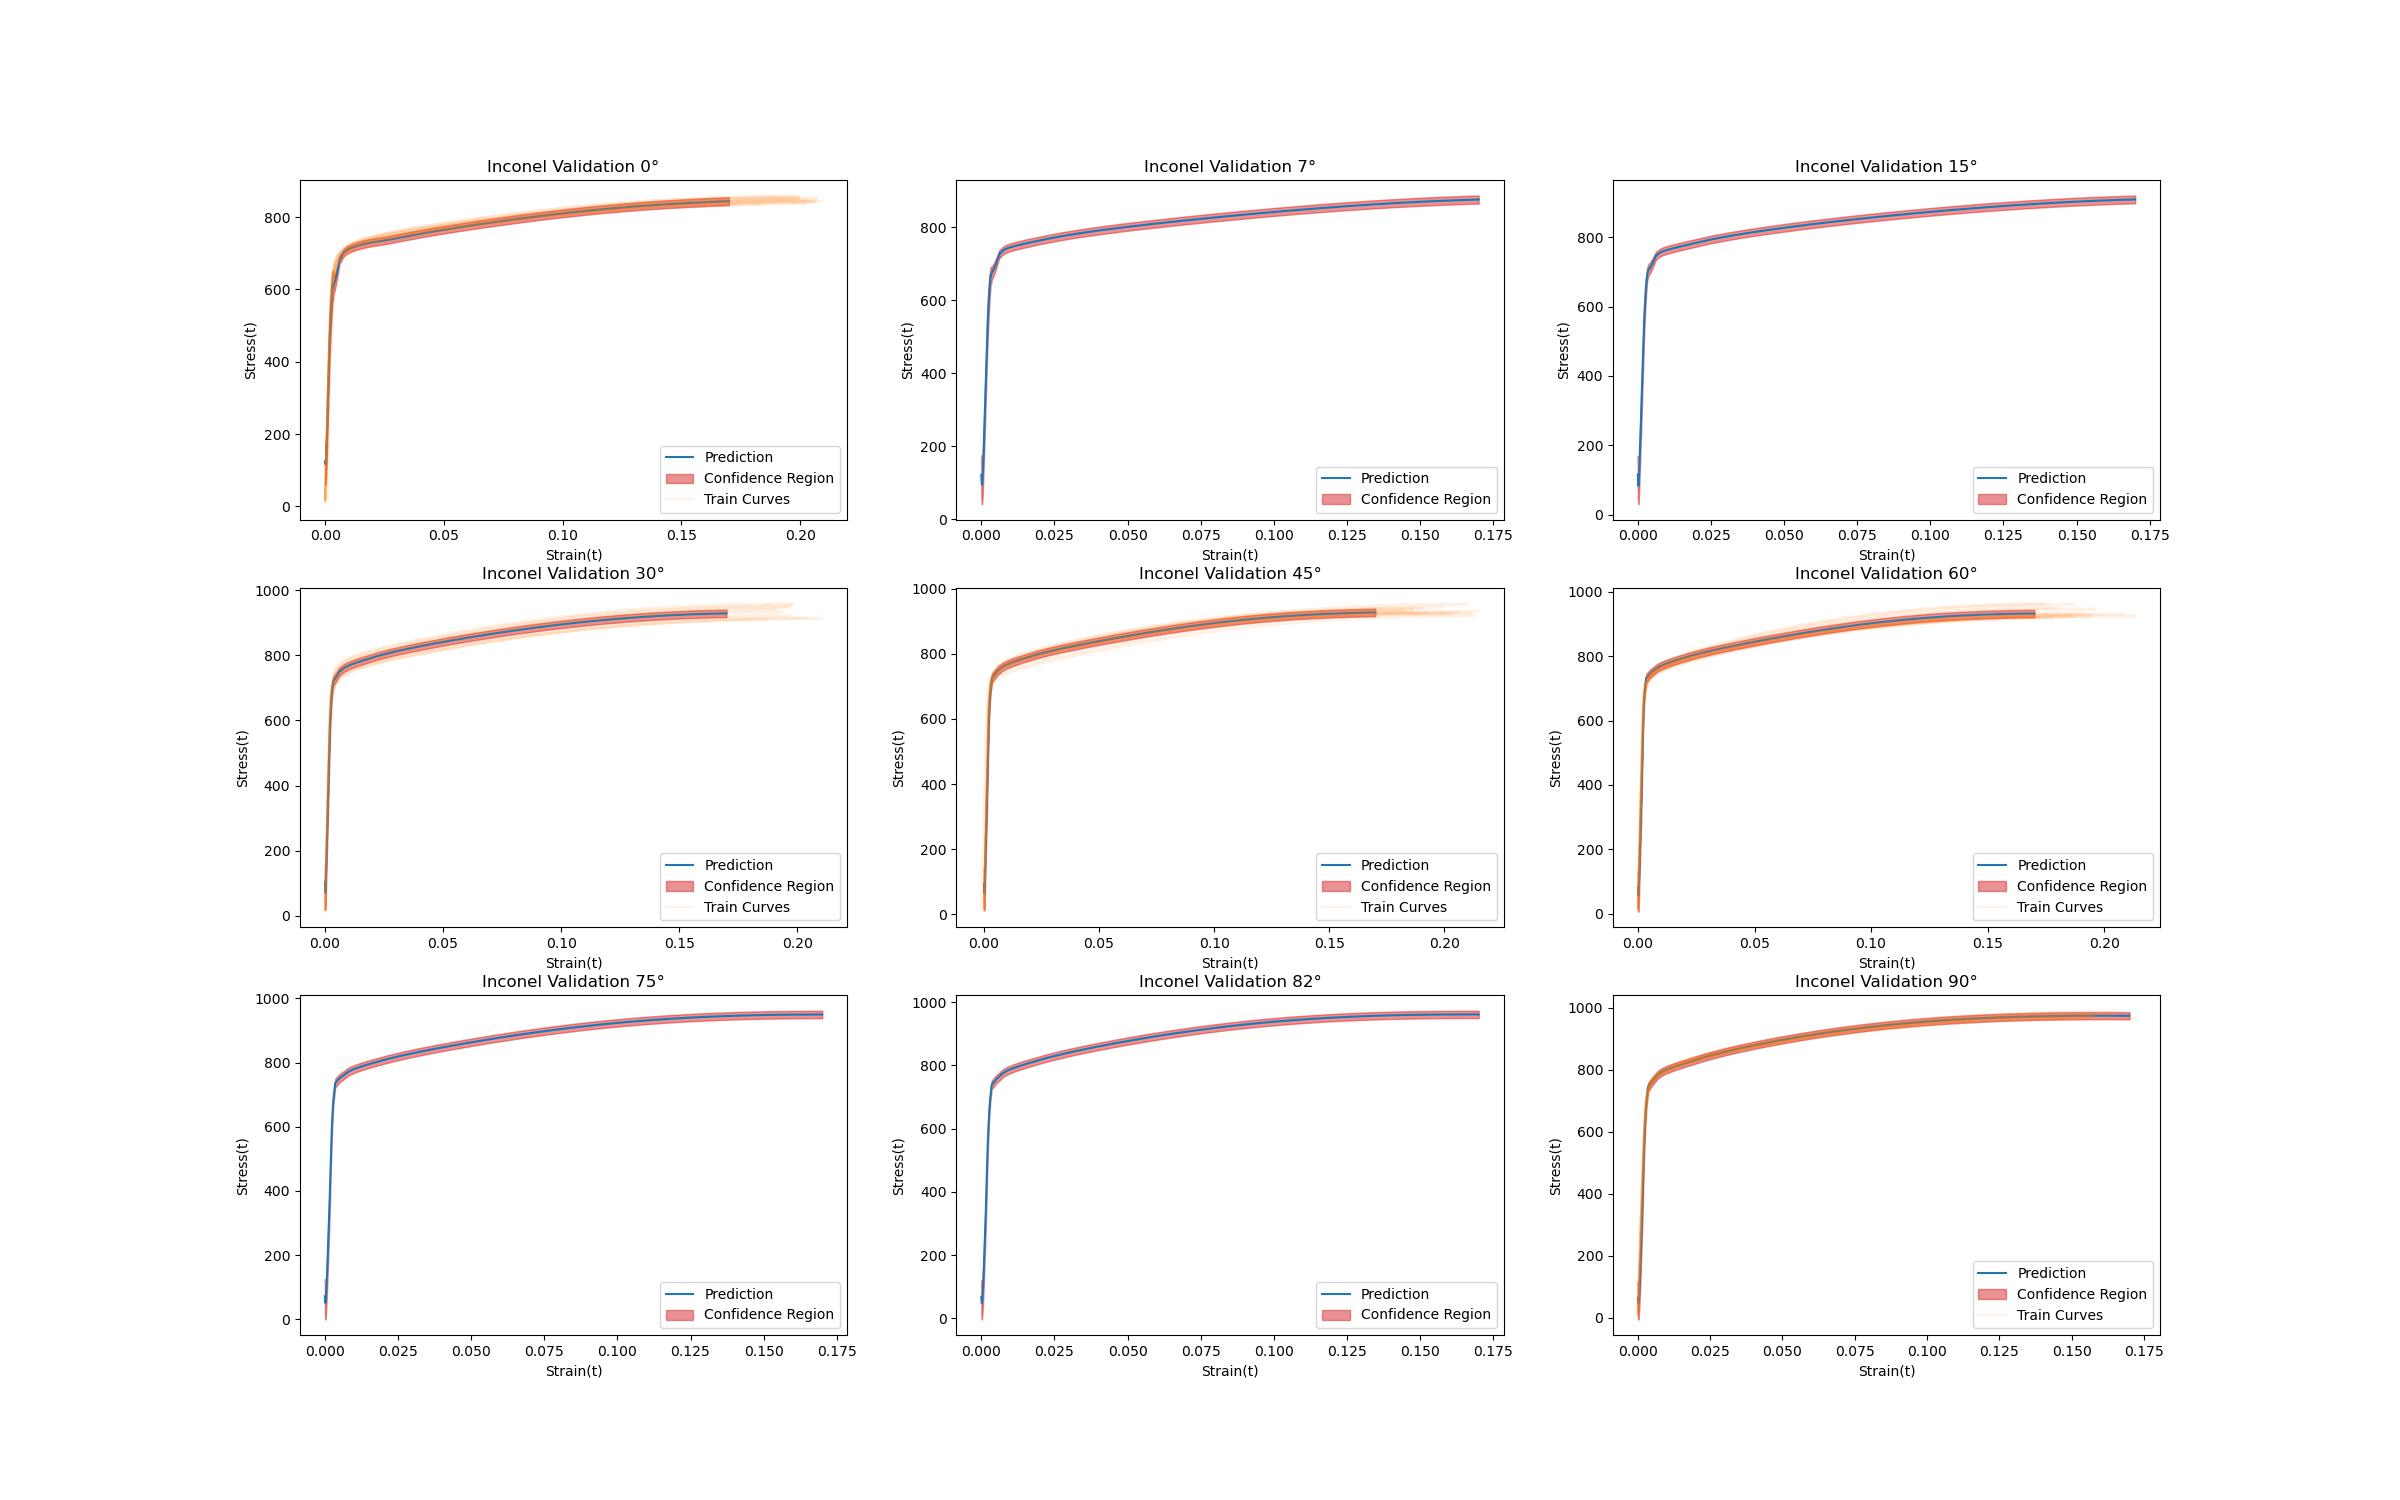 Inconel Validation 0°
Stress(t)
800
600
400
200
0
0.00 0.05 0.10 0.15 0.20
Strain(t)
Prediction
Confidence Region
Train Curves
Inconel Validation 7°
Stress(t)
800
600
400
200
0
0.000 0.025 0.050 0.075 0.100 0.125 0.150 0.175
Strain(t)
Prediction
Confidence Region
Inconel Validation 15°
Stress(t)
800
600
400
200
0
0.000 0.025 0.050 0.075 0.100 0.125 0.150 0.175
Strain(t)
Prediction
Confidence Region
Inconel Validation 30°
Stress(t)
1000
800
600
400
200
0
0.00 0.05 0.10 0.15 0.20
Strain(t)
Prediction
Confidence Region
Train Curves
Inconel Validation 45°
Stress(t)
1000
800
600
400
200
0
0.00 0.05 0.10 0.15 0.20
Strain(t)
Prediction
Confidence Region
Train Curves
Inconel Validation 60°
Stress(t)
1000
800
600
400
200
0
0.00 0.05 0.10 0.15 0.20
Strain(t)
Prediction
Confidence Region
Train Curves
Inconel Validation 75°
Stress(t)
1000
800
600
400
200
0
0.000 0.025 0.050 0.075 0.100 0.125 0.150 0.175
Strain(t)
Prediction
Confidence Region
Inconel Validation 82°
Stress(t)
1000
800
600
400
200
0
0.000 0.025 0.050 0.075 0.100 0.125 0.150 0.175
Strain(t)
Prediction
Confidence Region
Inconel Validation 90°
Stress(t)
1000
800
600
400
200
0
0.000 0.025 0.050 0.075 0.100 0.125 0.150 0.175
Strain(t)
Prediction
Confidence Region
Train Curves